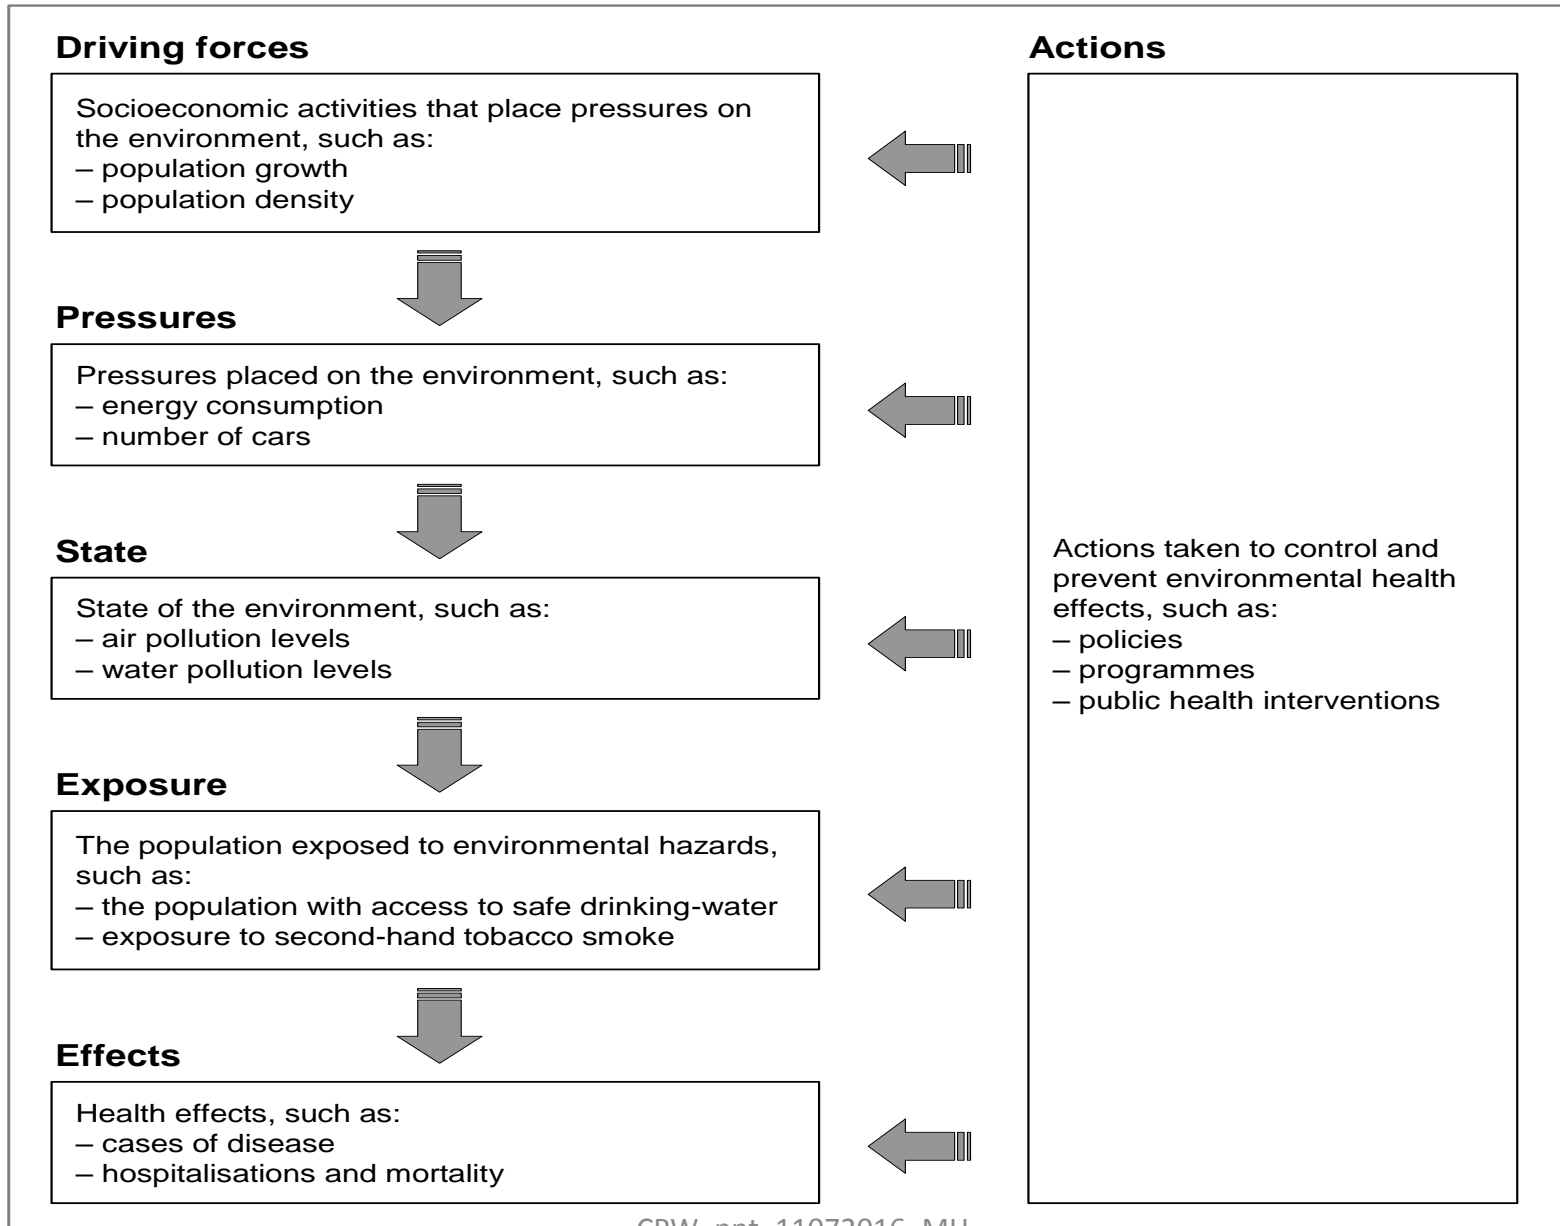 Driving forces
Socioeconomic activities that place pressures on
the environment, such as:
– population growth
– population density
Pressures
Pressures placed on the environment, such as:
– energy consumption
– number of cars
State
State of the environment, such as:
– air pollution levels
– water pollution levels
Exposure
The population exposed to environmental hazards,
such as:
– the population with access to safe drinking-water
– exposure to second-hand tobacco smoke
Effects
Health effects, such as:
– cases of disease
– hospitalisations and mortality
Actions
Actions taken to control and
prevent environmental health
effects, such as:
– policies
– programmes
– public health interventions